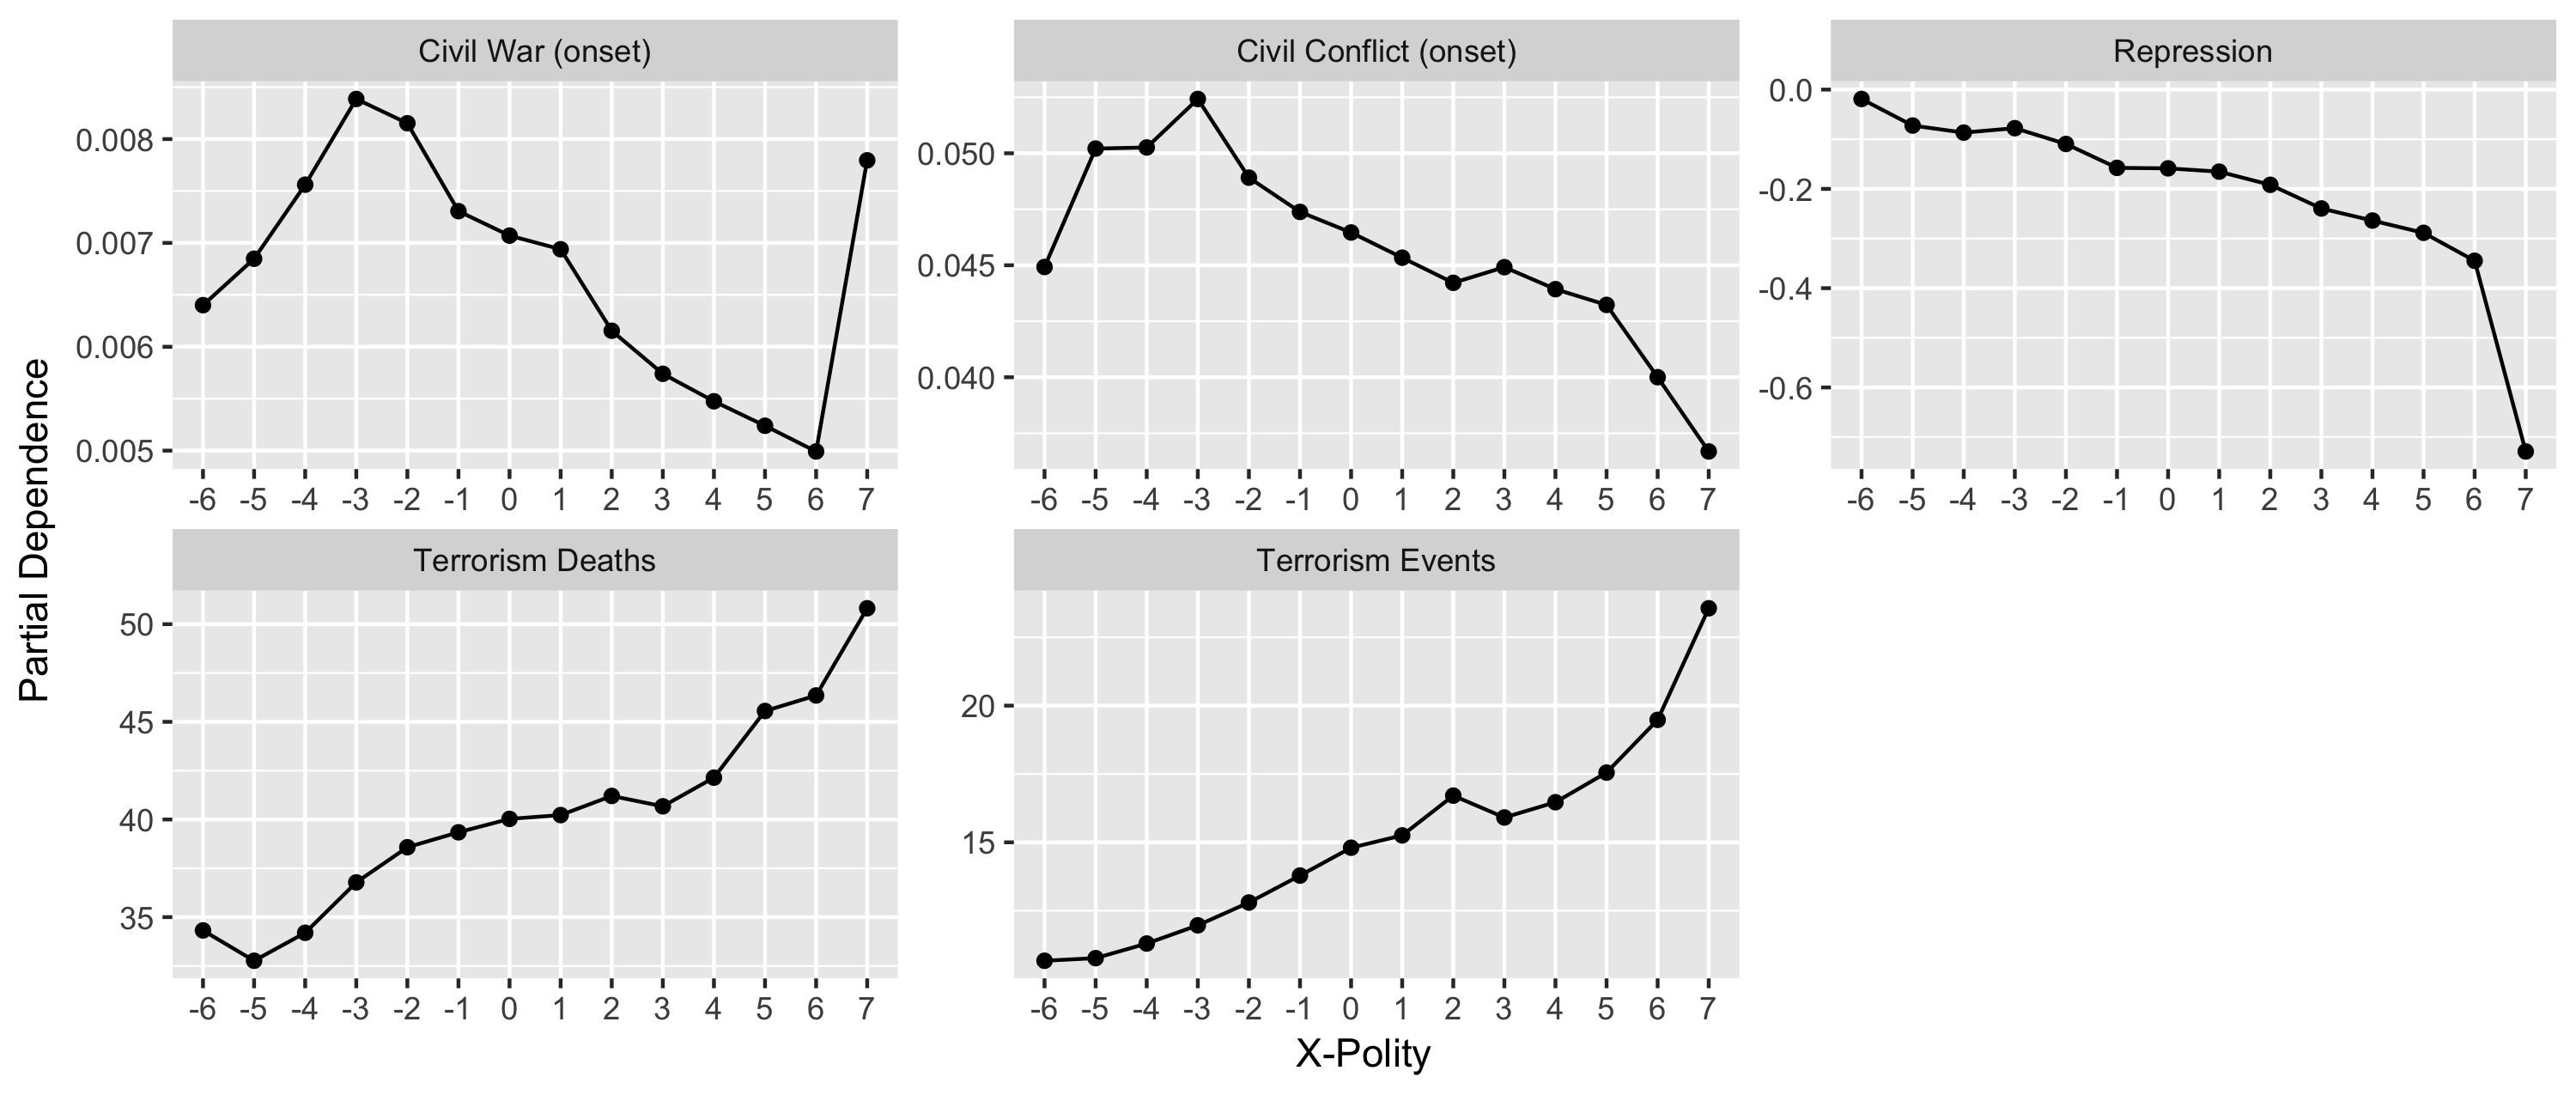 Partial Dependence
Civil War (onset)
0.008
0.007
0.006
0.005
-6 -5 -4 -3 -2 -1 0 1 2 3 4 5 6 7
Civil Conflict (onset)
0.050
0.045
0.040
-6 -5 -4 -3 -2 -1 0 1 2 3 4 5 6 7
Repression
0.0
-0.2
-0.4
-0.6
-6 -5 -4 -3 -2 -1 0 1 2 3 4 5 6 7
Terrorism Deaths
50
45
40
35
-6 -5 -4 -3 -2 -1 0 1 2 3 4 5 6 7
Terrorism Events
20
15
-6 -5 -4 -3 -2 -1 0 1 2 3 4 5 6 7
X-Polity